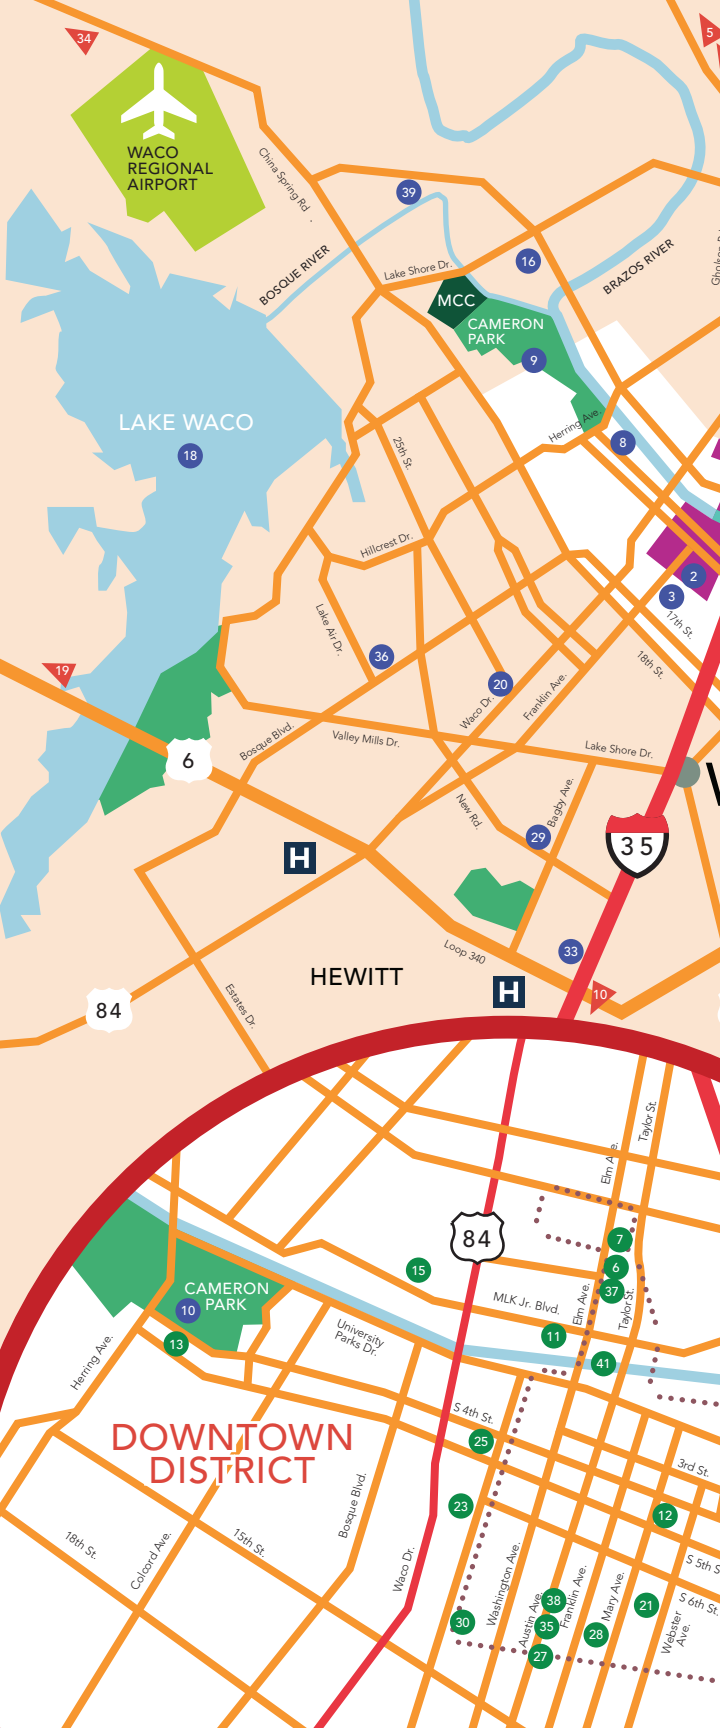 34
5
WACO
REGIONAL
AIRPORT
China Spring Rd
39
BOSQUE RIVER
16
BRAZOS RIVER
Lake Shore Dr.
MCC
CAMERON
PARK
9
LAKE WACO
18
Herring Ave.
8
25th St.
Hillcrest Dr.
2
3
17th St.
Lake Air Dr.
36
18th St.
19
20
Waco Dr.
Franklin Ave.
Bosque Blvd.
Valley Mills Dr.
Lake Shore Dr.
6
New Rd.
Bagby Ave.
29
35
H
33
Loop 340
HEWITT
H
10
84
Estates Dr.
Taylor St.
Elm Ave.
84
7
6
15
37
CAMERON
PARK
10
MLK Jr. Blvd.
Elm Ave.
Taylor St.
11
13
University
Parks Dr.
41
Herring Ave.
S 4th St.
DOWNTOWN
DISTRICT
25
3rd St.
Bosque Blvd.
23
12
18th St.
Colcord Ave.
15th St.
Waco Dr.
Washington Ave.
S 5th St
S 6th St.
38
Austin Ave.
Franklin Ave.
Mary Ave.
21
30
35
28
Webster
Ave.
27